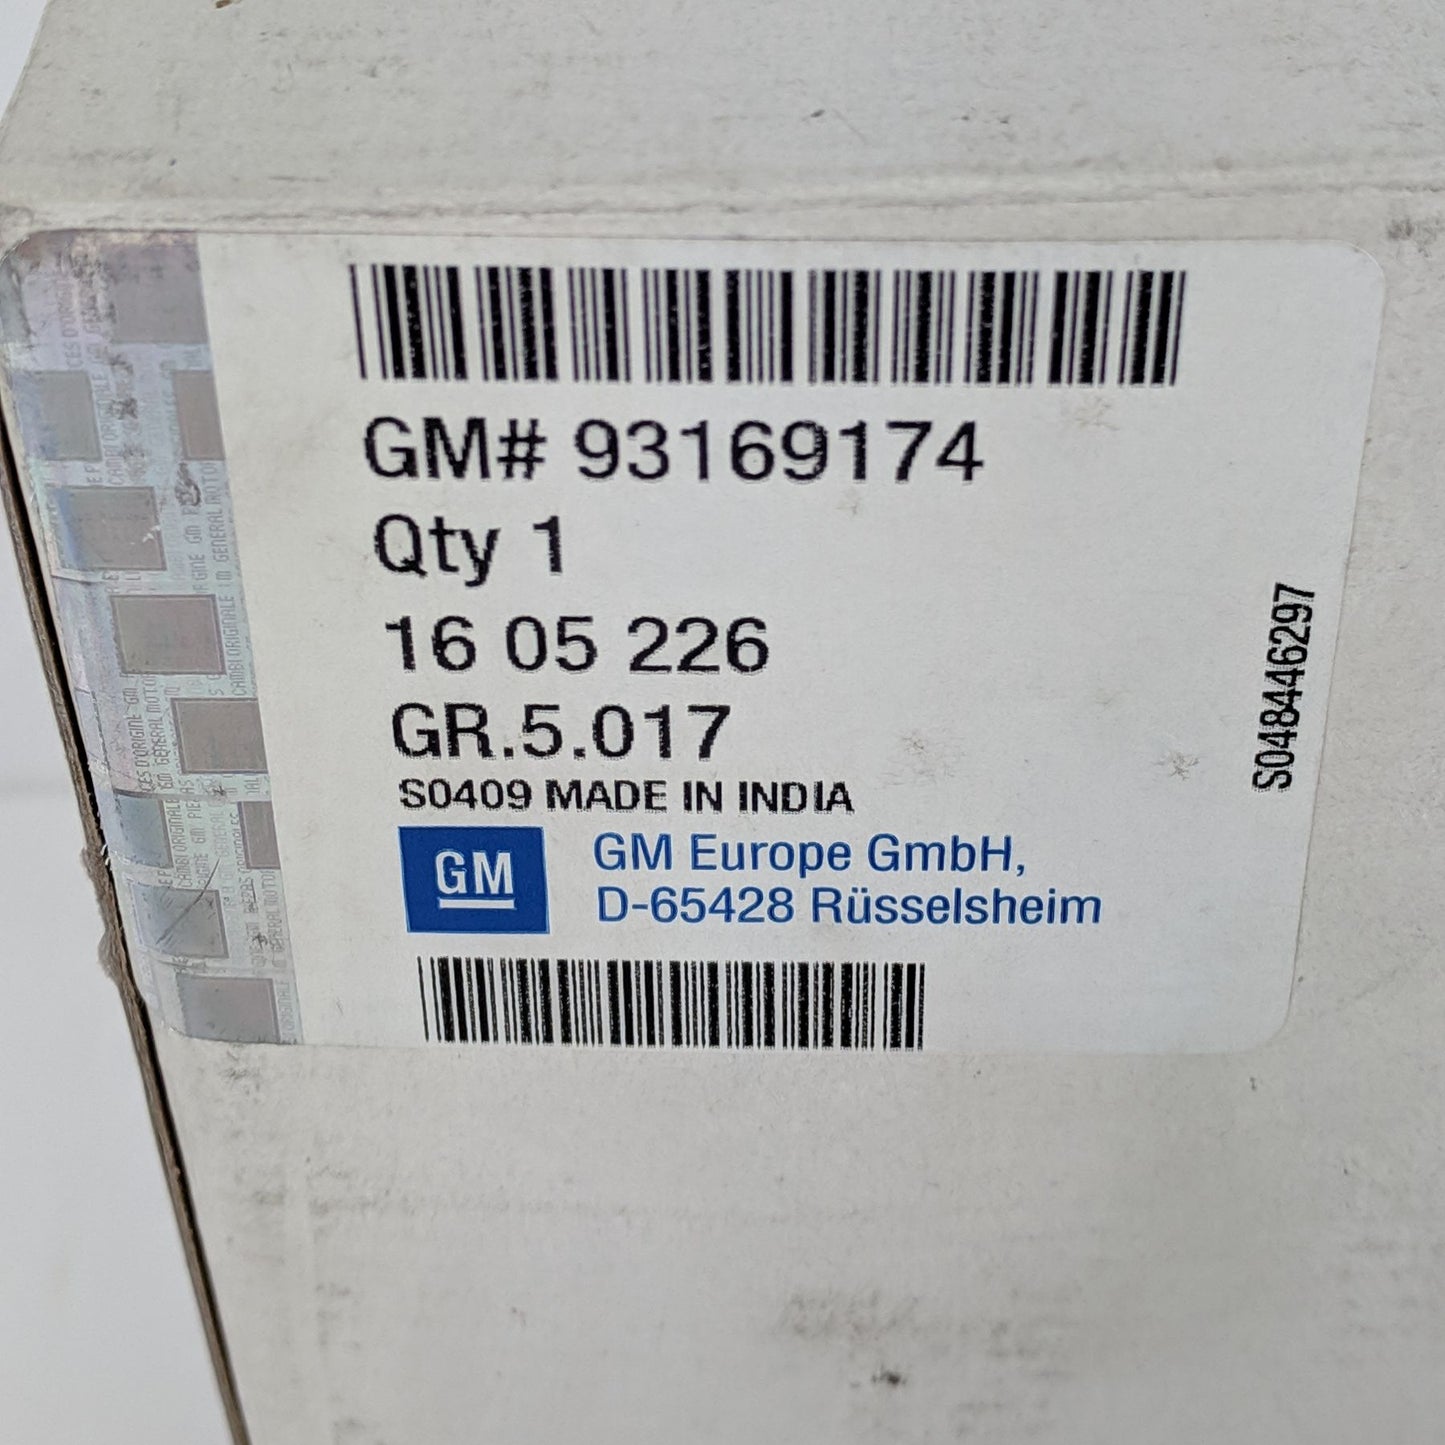 GM# 93169174
Qty 1
16 05 226
GR.5.017
S0409 MADE IN INDIA
GM
GM Europe GmbH,
D-65428 Rüsselsheim
S048446297